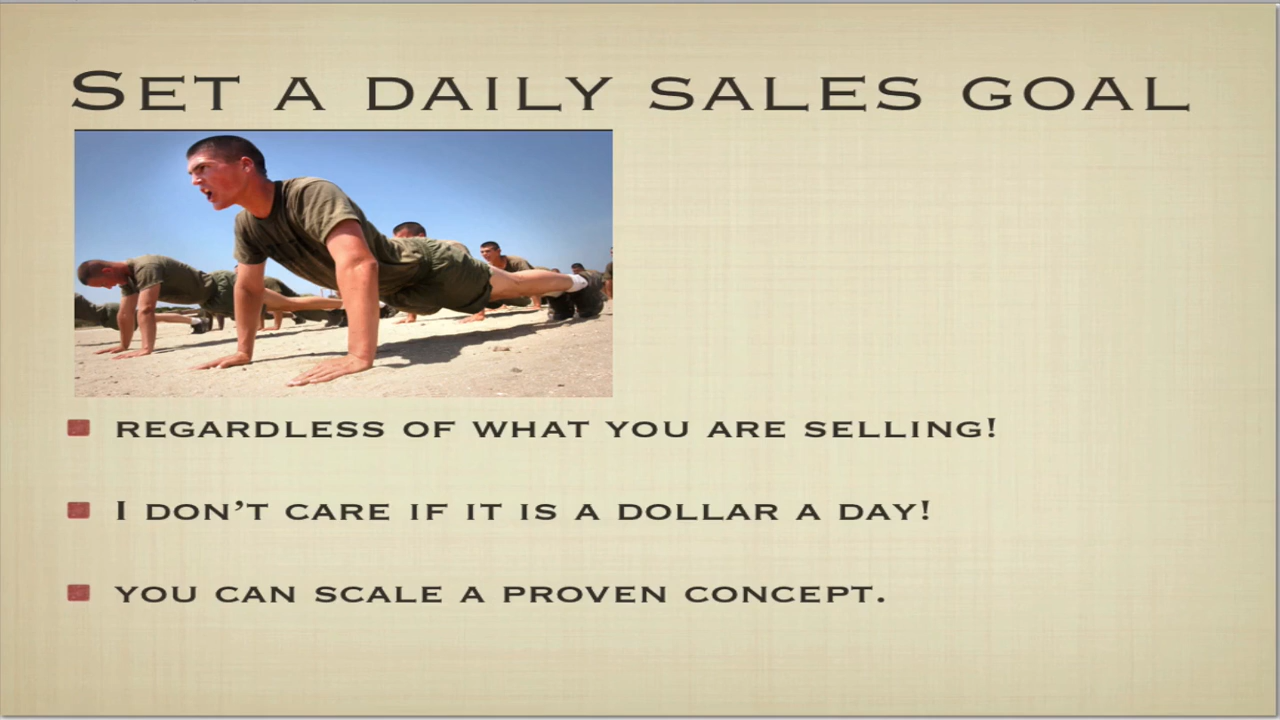 Set a daily sales goal
regardless of what you are selling!
I don't care if it is a dollar a day!
you can scale a proven concept.